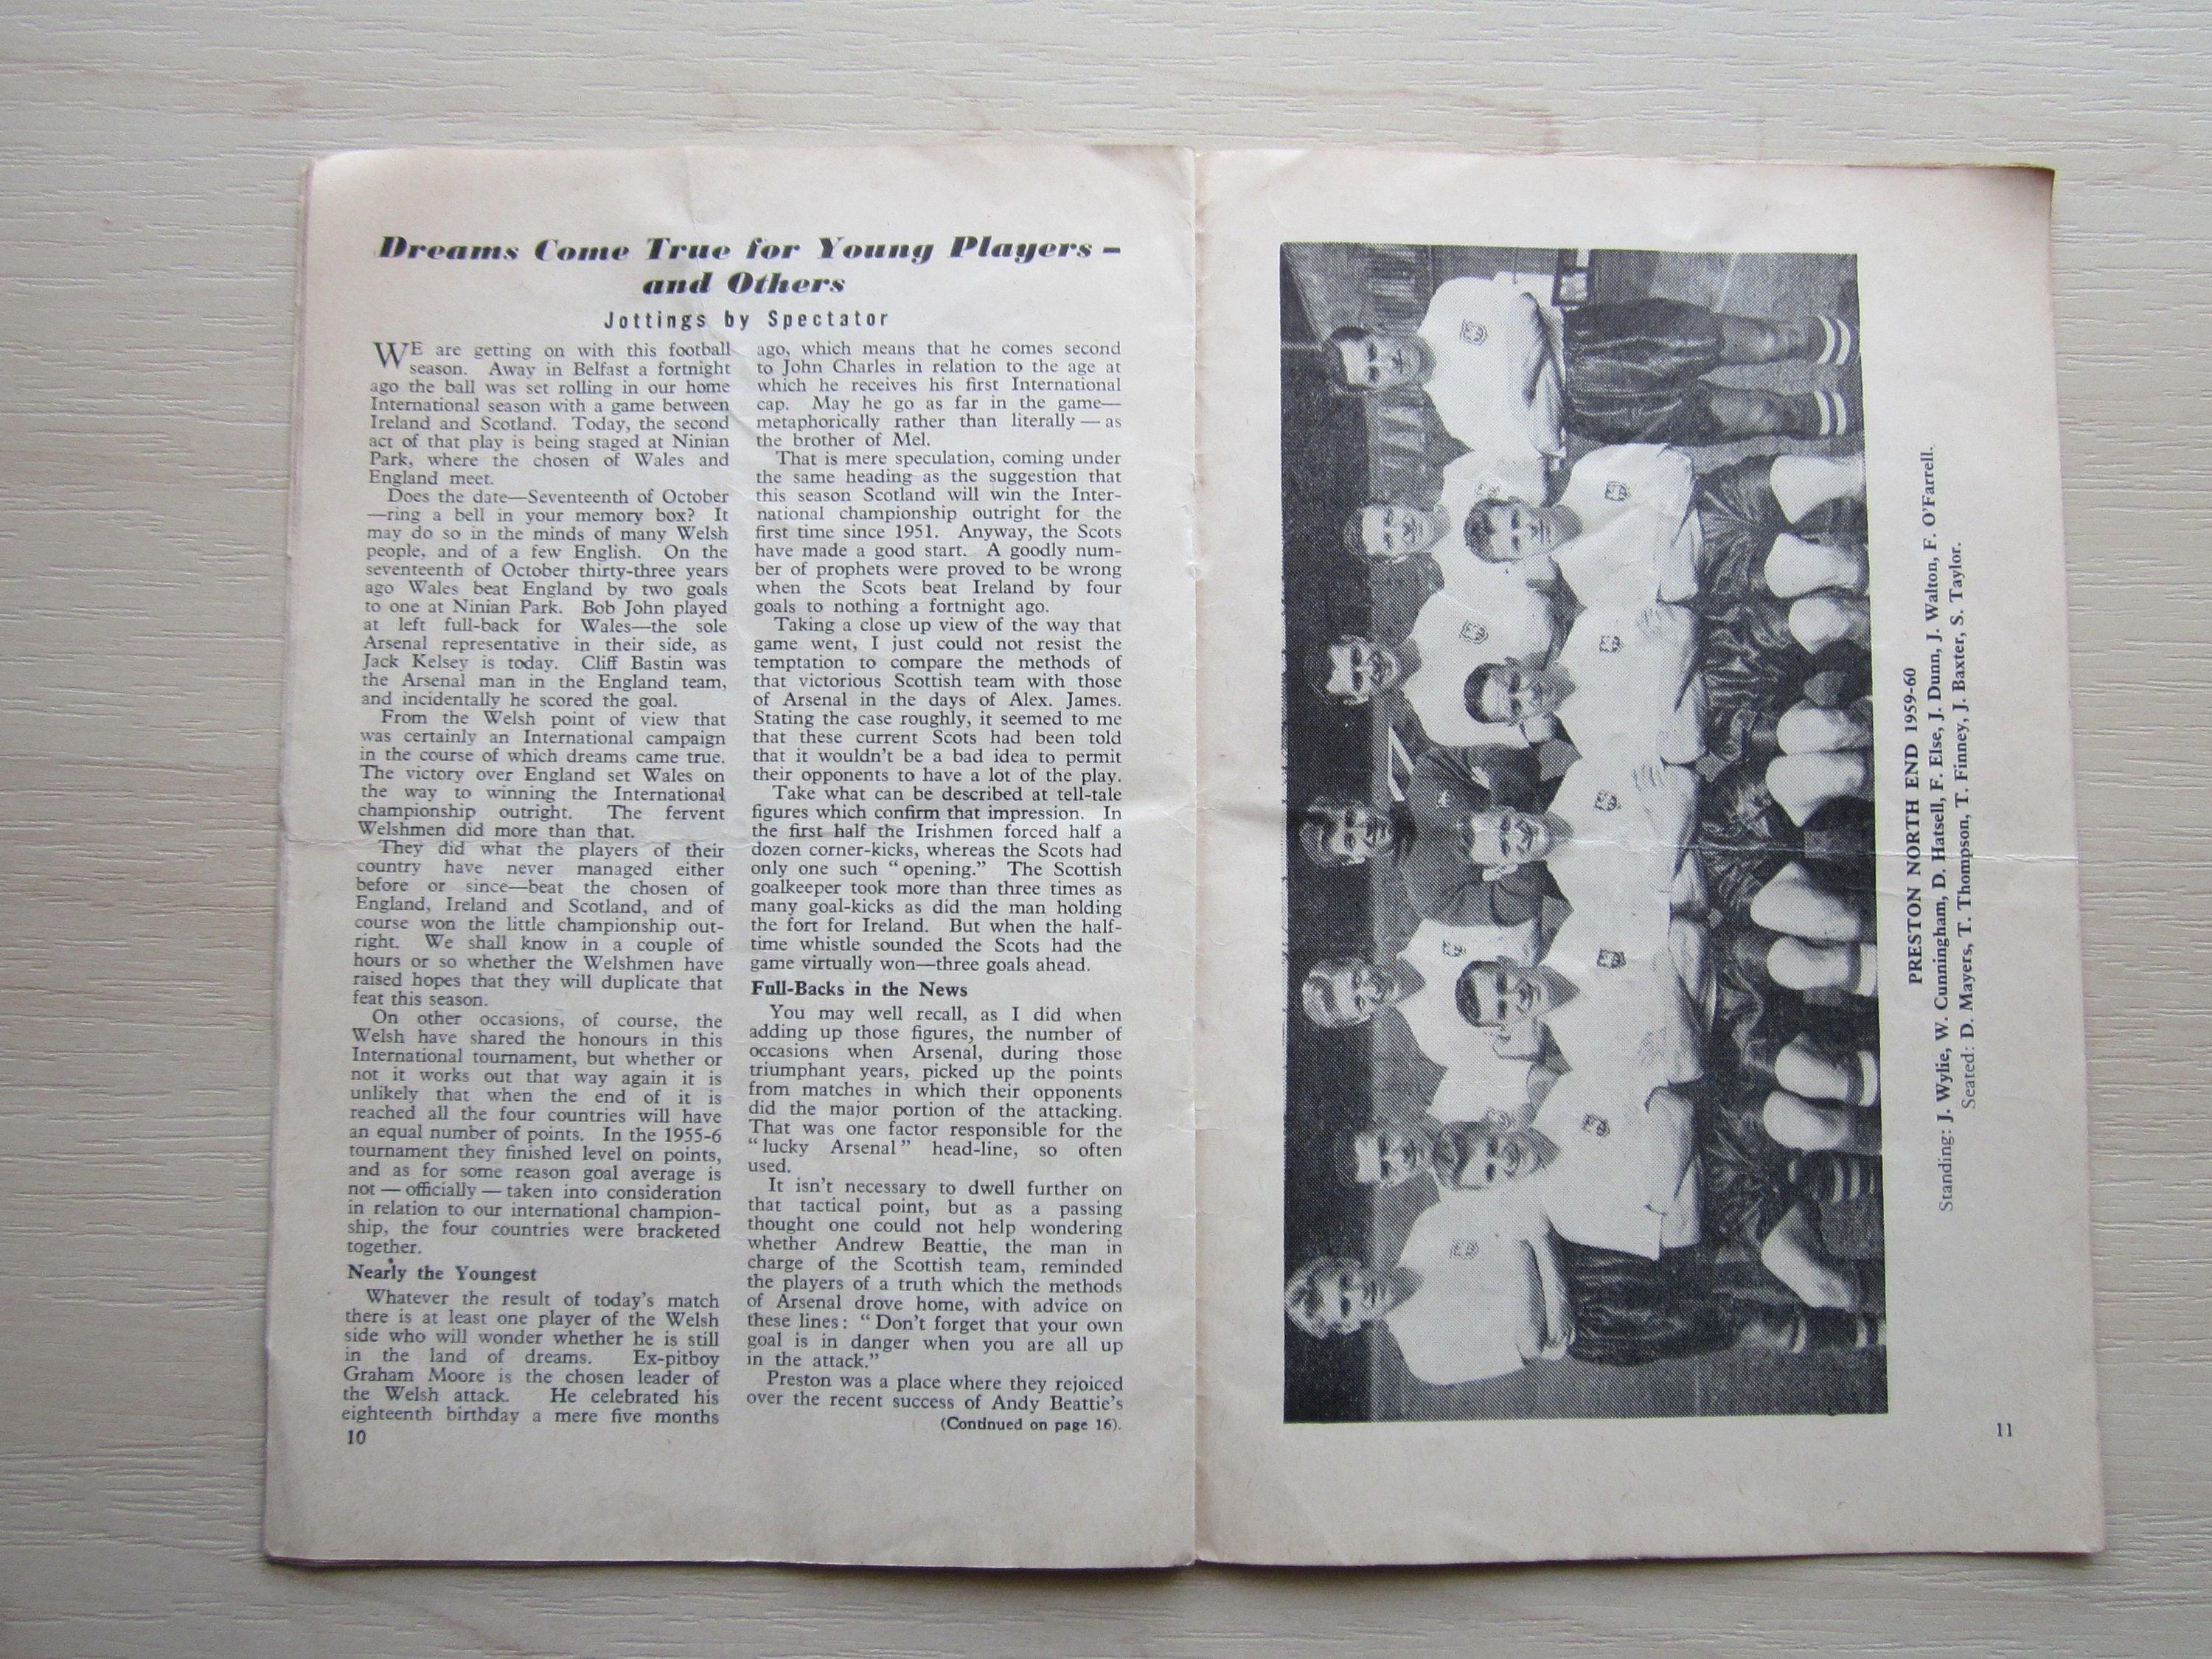 Dreams Come True for Young Players –
and Others
Jottings by Spectator
WE are getting on with this football
season. Away in Belfast a fortnight
ago the ball was set rolling in our home
International season with a game between
Ireland and Scotland. Today, the second
act of that play is being staged at Ninian
Park, where the chosen of Wales and
England meet.
Does the date—Seventeenth of October
—ring a bell in your memory box? It
may do so in the minds of many Welsh
people, and of a few English. On the
seventeenth of October thirty-three years
ago Wales beat England by two goals
to one at Ninian Park. Bob John played
at left full-back for Wales—the sole
Arsenal representative in their side, as
Jack Kelsey is today. Cliff Bastin was
the Arsenal man in the England team,
and incidentally he scored the goal.
From the Welsh point of view that
was certainly an International campaign
in the course of which dreams came true.
The victory over England set Wales on
the way to winning the International
championship outright. The fervent
Welshmen did more than that.
They did what the players of their
country have never managed either
before or since—beat the chosen of
England, Ireland and Scotland, and of
course won the little championship out-
right. We shall know in a couple of
hours or so whether the Welshmen have
raised hopes that they will duplicate that
feat this season.
On other occasions, of course, the
Welsh have shared the honours in this
International tournament, but whether or
not it works out that way again it is
unlikely that when the end of it is
reached all the four countries will have
an equal number of points. In the 1955-6
tournament they finished level on points,
and as for some reason goal average is
not — officially — taken into consideration
in relation to our international champion-
ship, the four countries were bracketed
together.
Nearly the Youngest
Whatever the result of today's match
there is at least one player of the Welsh
side who will wonder whether he is still
in the land of dreams. Ex-pitboy
Graham Moore is the chosen leader of
the Welsh attack. He celebrated his
eighteenth birthday a mere five months
10
ago, which means that he comes second
to John Charles in relation to the age at
which he receives his first International
cap. May he go as far in the game—
metaphorically rather than literally — as
the brother of Mel.
That is mere speculation, coming under
the same heading as the suggestion that
this season Scotland will win the Inter-
national championship outright for the
first time since 1951. Anyway, the Scots
have made a good start. A goodly num-
ber of prophets were proved to be wrong
when the Scots beat Ireland by four
goals to nothing a fortnight ago.
Taking a close up view of the way that
game went, I just could not resist the
temptation to compare the methods of
that victorious Scottish team with those
of Arsenal in the days of Alex. James.
Stating the case roughly, it seemed to me
that these current Scots had been told
that it wouldn't be a bad idea to permit
their opponents to have a lot of the play.
Take what can be described at tell-tale
figures which confirm that impression. In
the first half the Irishmen forced half a
dozen corner-kicks, whereas the Scots had
only one such "opening." The Scottish
goalkeeper took more than three times as
many goal-kicks as did the man holding
the fort for Ireland. But when the half-
time whistle sounded the Scots had the
game virtually won—three goals ahead.
Full-Backs in the News
You may well recall, as I did when
adding up those figures, the number of
occasions when Arsenal, during those
triumphant years, picked up the points
from matches in which their opponents
did the major portion of the attacking.
That was one factor responsible for the
"lucky Arsenal" head-line, so often
used.
It isn't necessary to dwell further on
that tactical point, but as a passing
thought one could not help wondering
whether Andrew Beattie, the man in
charge of the Scottish team, reminded
the players of a truth which the methods
of Arsenal drove home, with advice on
these lines: "Don't forget that your own
goal is in danger when you are all up
in the attack."
Preston was a place where they rejoiced
over the recent success of Andy Beattie's
(Continued on page 16).
PRESTON NORTH END 1959-60
Standing: J. Wylie, W. Cunningham, D. Hatsell, F. Else, J. Dunn, J. Walton, F. O'Farrell.
Seated: D. Mayers, T. Thompson, T. Finney, J. Baxter, S. Taylor.
11